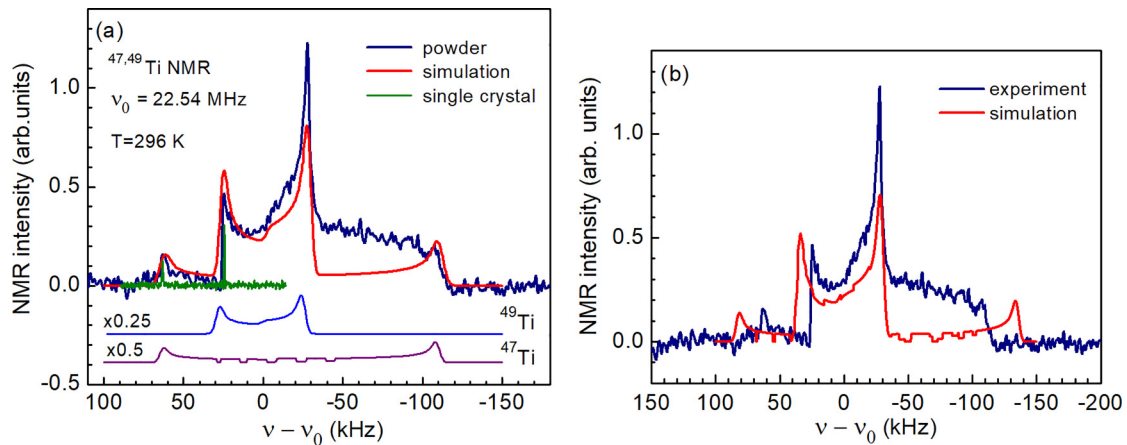 (a)
47,49Ti NMR
ν0 = 22.54 MHz
T=296 K
powder
simulation
single crystal
x0.25
49Ti
x0.5
47Ti
NMR intensity (arb.units)
1.0
0.5
0.0
-0.5
100 50 0 -50 -100 -150
ν – ν0 (kHz)
(b)
experiment
simulation
NMR intensity (arb. units)
1.0
0.5
0.0
150 100 50 0 -50 -100 -150 -200
ν – ν0 (kHz)